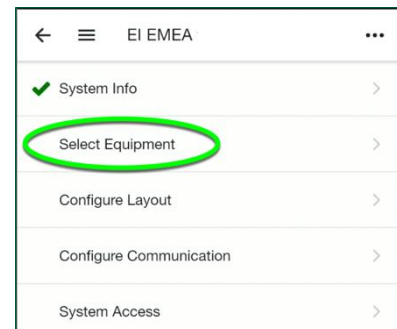 EI EMEA
System Info
Select Equipment
Configure Layout
Configure Communication
System Access